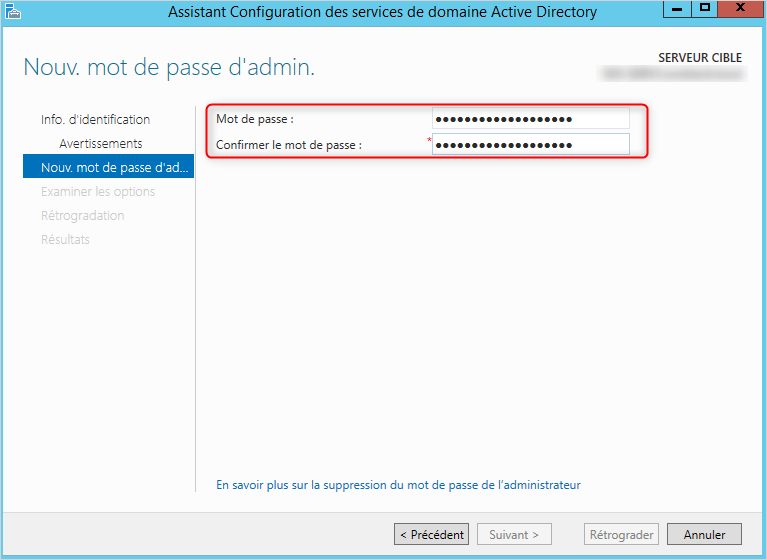 Assistant Configuration des services de domaine Active Directory
Nouv. mot de passe d'admin.
SERVEUR CIBLE
Info. d'identification
Avertissements
Nouv. mot de passe d'ad...
Examiner les options
Rétrogradation
Résultats
Mot de passe : ●●●●●●●●●●●●●●●●●●●
Confirmer le mot de passe : * ●●●●●●●●●●●●●●●●●●●
En savoir plus sur la suppression du mot de passe de l'administrateur
< Précédent Suivant > Rétrograder Annuler